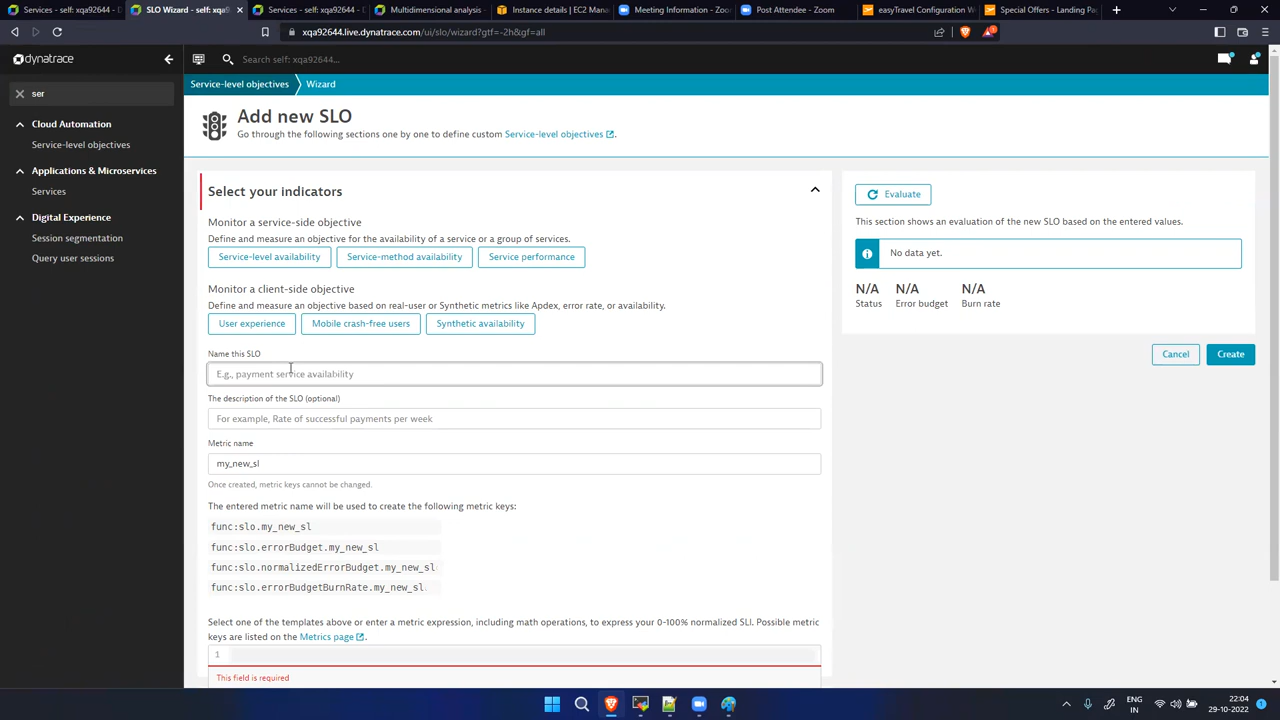 Services - xqa92644 -
SLO Wizard - xqa92644
Services - xqa92644 -
Multidimensional analysis -
Instance details | EC2 Mana
Meeting Information - Zoo
Post Attendee - Zoom
easyTravel Configuration W
Special Offers - Landing Pa
xqa92644.live.dynatrace.com/ui/slo/wizard?gtf=-2h&gf=all
dynatrace
Search self: xqa92644
ser
Cloud Automation
Service-level objectives
Applications & Microservices
Services
Digital Experience
Session segmentation
Query user sessions
Service-level objectives
Wizard
Add new SLO
Go through the following sections one by one to define custom Service-level objectives.
Select your indicators
Monitor a service-side objective
Define and measure an objective for the availability of a service or a group of services.
Service-level availability
Service-method availability
Service performance
Monitor a client-side objective
Define and measure an objective based on real-user or Synthetic metrics like Apdex, error rate, or availability.
User experience
Mobile crash-free users
Synthetic availability
Name this SLO
E.g., payment service availability
The description of the SLO (optional)
For example, Rate of successful payments per week
Metric name
my_new_sl
Once created, metric keys cannot be changed.
The entered metric name will be used to create the following metric keys:
func:slo.my_new_sl
func:slo.errorBudget.my_new_sl
func:slo.normalizedErrorBudget.my_new_sl
func:slo.errorBudgetBurnRate.my_new_sl
Select one of the templates above or enter a metric expression, including math operations, to express your 0-100% normalized SLI. Possible metric
keys are listed on the Metrics page.
1
This field is required
Evaluate
This section shows an evaluation of the new SLO based on the entered values.
No data yet.
N/A N/A N/A
Status Error budget Burn rate
Cancel
Create
ENG
IN
22:04
29-10-2022